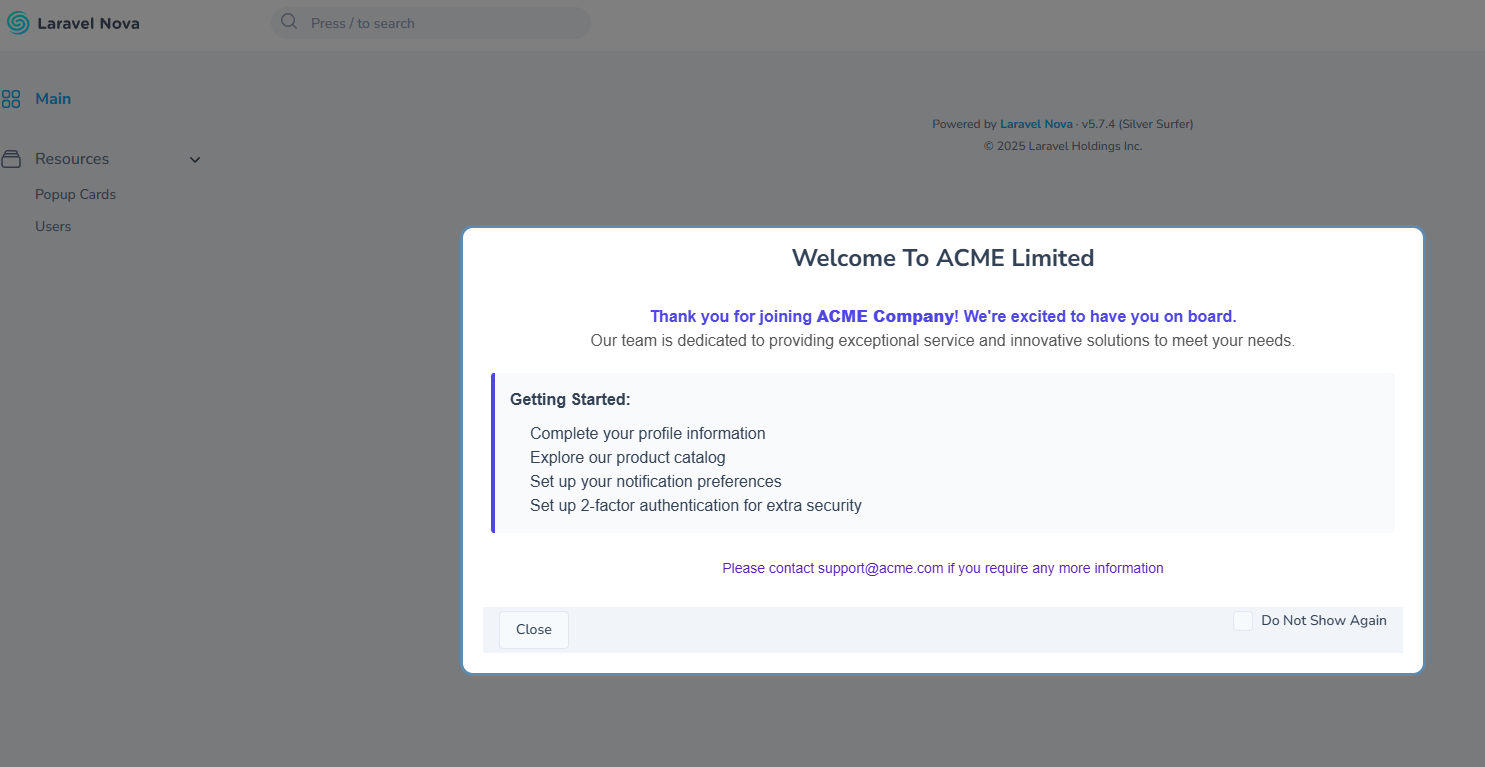 Laravel Nova
Press / to search
Main
Resources
Popup Cards
Users
Powered by Laravel Nova · v5.7.4 (Silver Surfer)
© 2025 Laravel Holdings Inc.
Welcome To ACME Limited
Thank you for joining ACME Company! We're excited to have you on board.
Our team is dedicated to providing exceptional service and innovative solutions to meet your needs.
Getting Started:
Complete your profile information
Explore our product catalog
Set up your notification preferences
Set up 2-factor authentication for extra security
Please contact support@acme.com if you require any more information
Close
Do Not Show Again